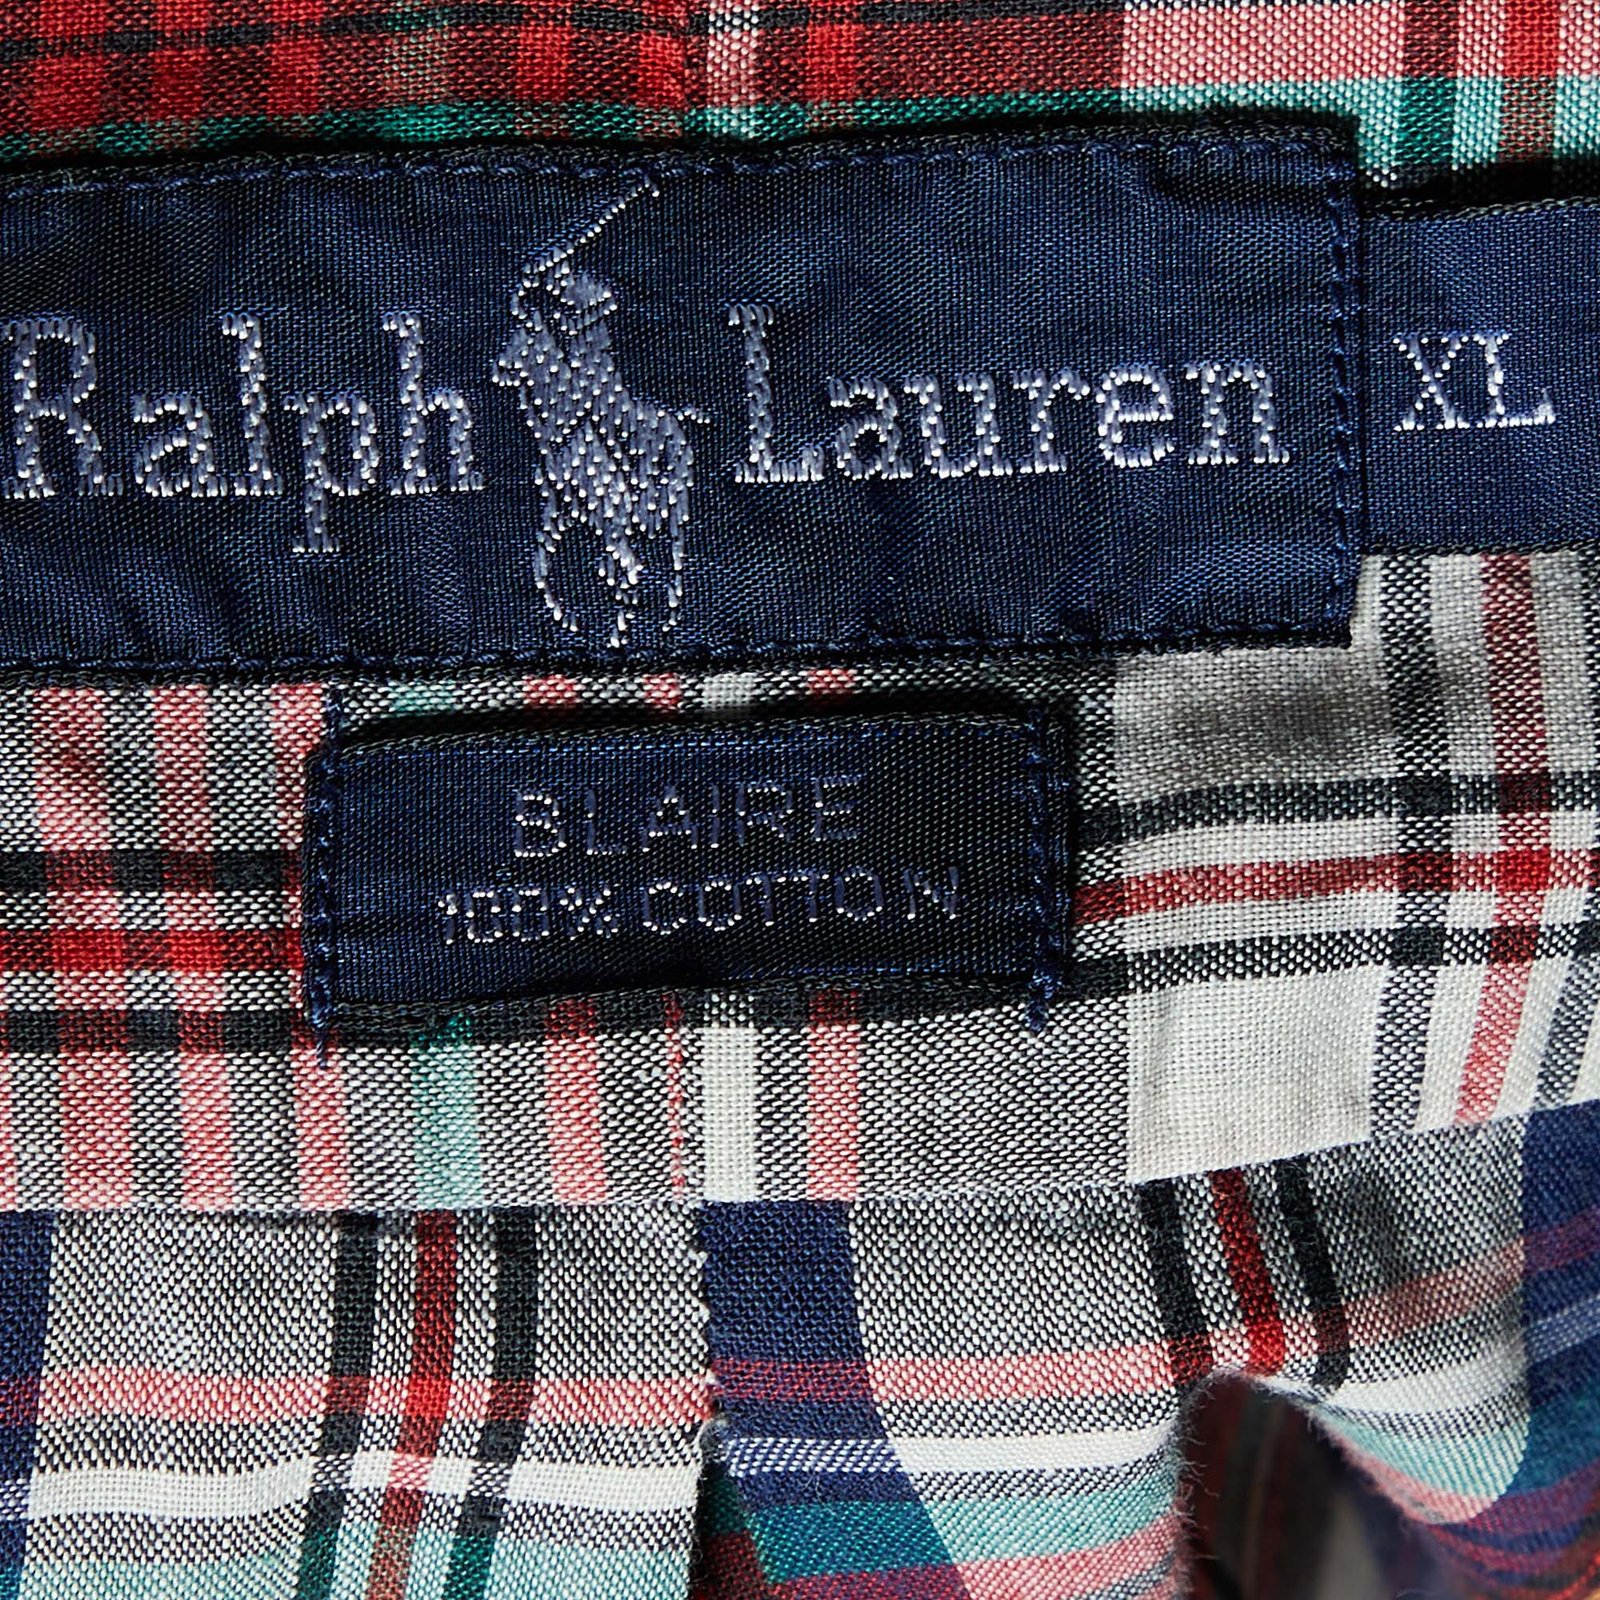 Ralph Lauren XL
BLAIRE
100% COTTON